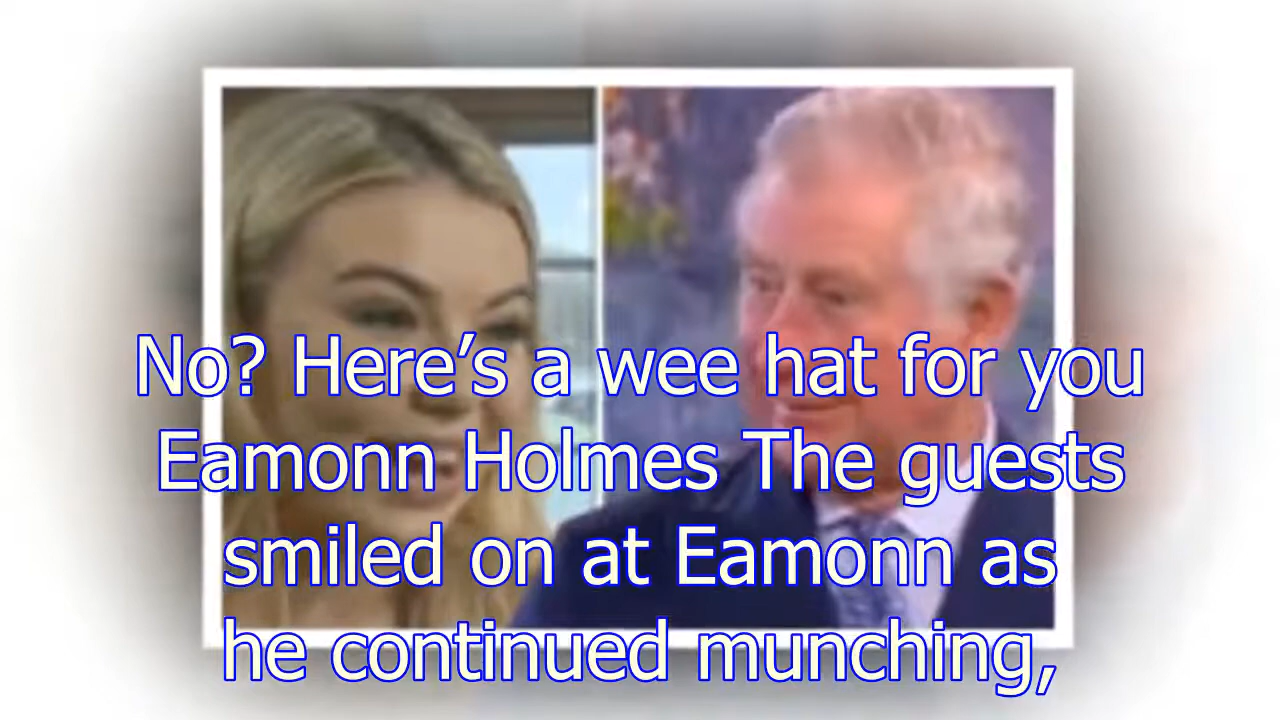 No? Here’s a wee hat for you
Eamonn Holmes The guests
smiled on at Eamonn as
he continued munching,